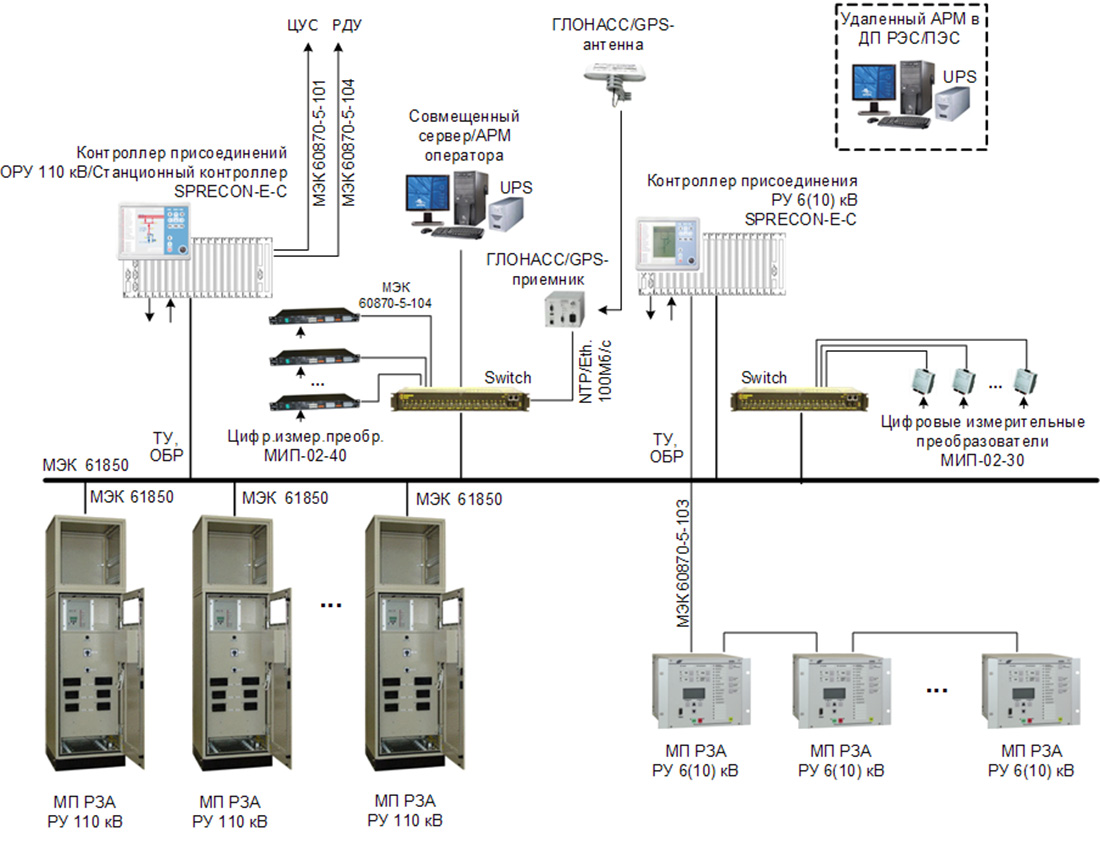 ЦУС РДУ
МЭК 60870-5-101
МЭК 60870-5-104
ГЛОНАСС/GPS-
антенна
Удаленный АРМ в
ДП РЭС/ПЭС
UPS
Совмещенный
сервер/АРМ
оператора
UPS
Контроллер присоединений
ОРУ 110 кВ/Станционный контроллер
SPRECON-E-C
Контроллер присоединения
РУ 6(10) кВ
SPRECON-E-C
ГЛОНАСС/GPS-
приемник
МЭК
60870-5-104
NTP/Eth.
100Мб/с
Switch
Switch
...
...
Цифр.измер.преобр.
МИП-02-40
Цифровые измерительные
преобразователи
МИП-02-30
ТУ,
ОБР
ТУ,
ОБР
МЭК 61850
МЭК 61850
МЭК 61850
МЭК 61850
МЭК 60870-5-103
...
...
МП РЗА
РУ 6(10) кВ
МП РЗА
РУ 6(10) кВ
МП РЗА
РУ 6(10) кВ
МП РЗА
РУ 110 кВ
МП РЗА
РУ 110 кВ
МП РЗА
РУ 110 кВ